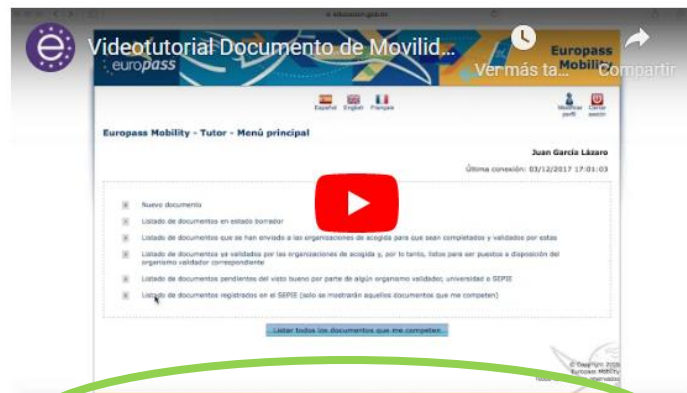 Videotutorial Documento de Movilid...
Ver más ta...
Compartir
europass
Europass
Mobility
Español English Français
Modificar perfil
Cerrar sesión
Europass Mobility - Tutor - Menú principal
Juan García Lázaro
Última conexión: 03/12/2017 17:01:03
Nuevo documento
Listado de documentos en estado borrador
Listado de documentos que se han enviado a las organizaciones de acogida para que sean completados y validados por estas
Listado de documentos ya validados por las organizaciones de acogida y, por lo tanto, listos para ser puestos a disposición del
organismo validador correspondiente
Listado de documentos pendientes del visto bueno por parte de algún organismo validador, universidad o SEPIE
Listado de documentos registrados en el SEPIE (solo se mostrarán aquellos documentos que me competen)
Listar todos los documentos que me competen
Europass Mobility